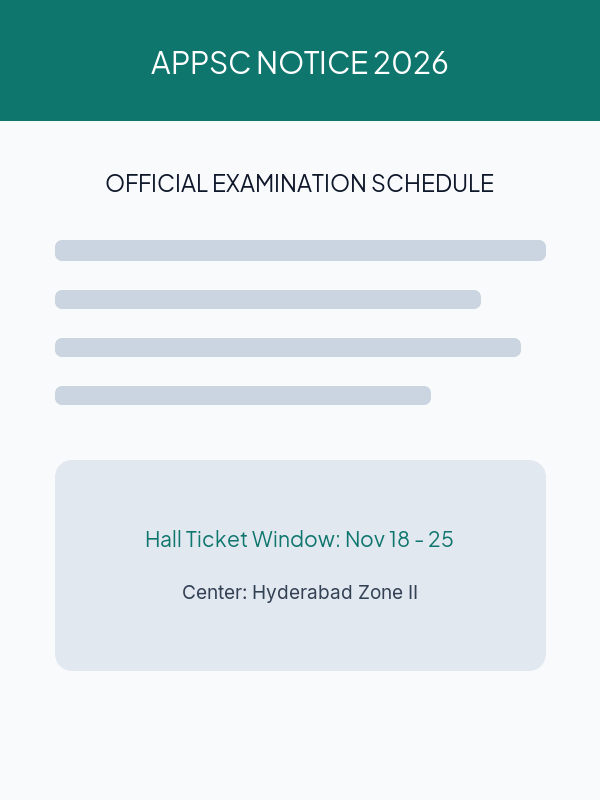 APPSC NOTICE 2026
OFFICIAL EXAMINATION SCHEDULE
Hall Ticket Window: Nov 18 - 25
Center: Hyderabad Zone II